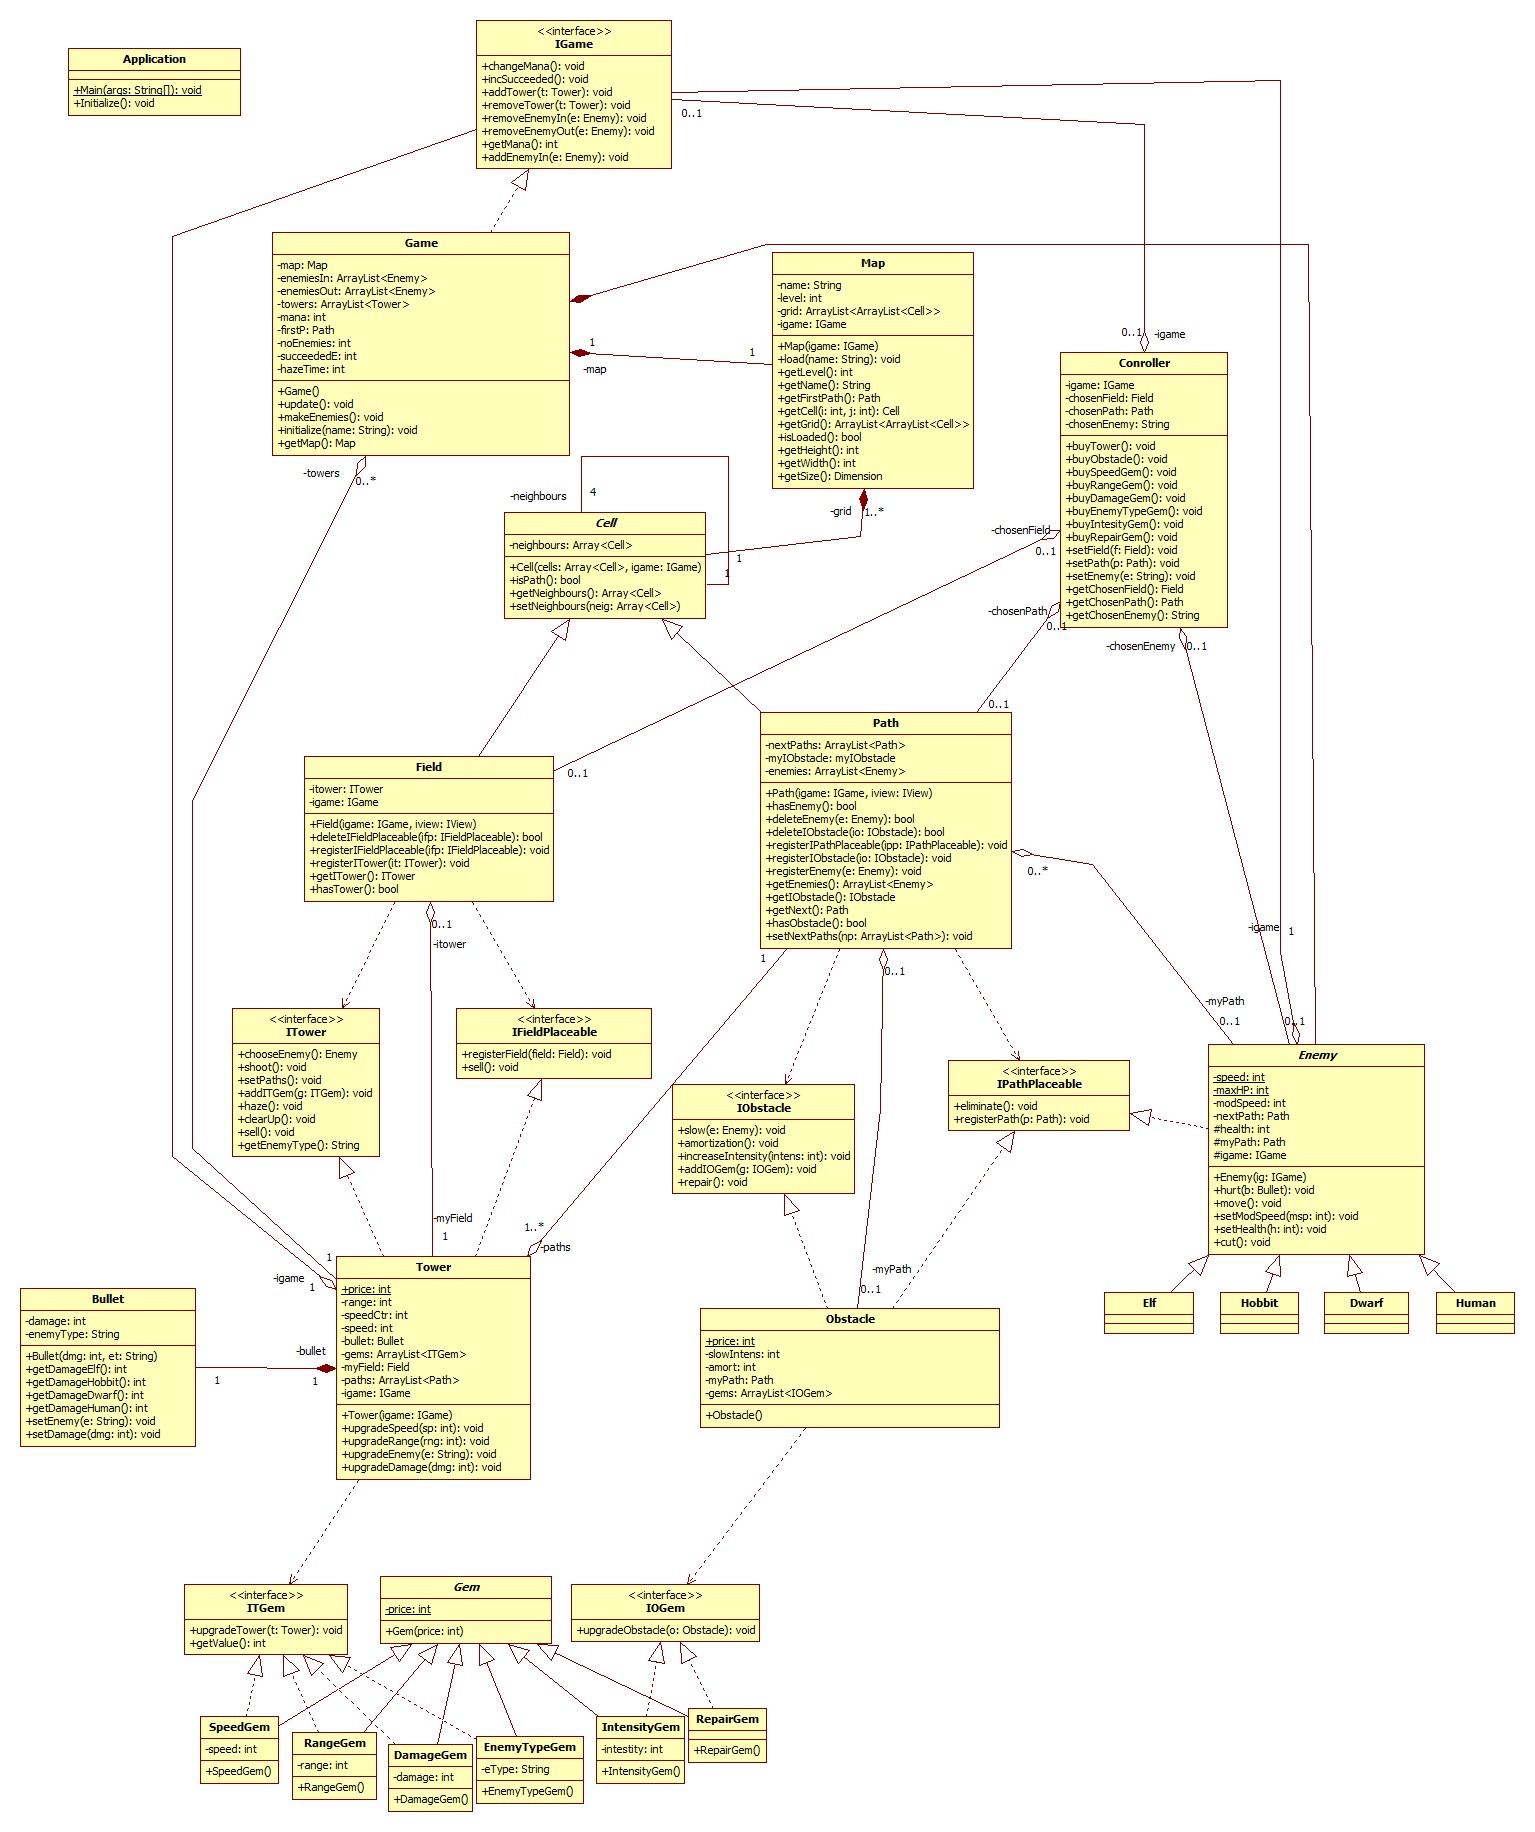 <<interface>>
IGame
+changeMana(): void
+incSucceeded(): void
+addTower(t: Tower): void
+removeTower(t: Tower): void
+removeEnemyIn(e: Enemy): void
+removeEnemyOut(e: Enemy): void
+getMana(): int
+addEnemyIn(e: Enemy): void
Application
+Main(args: String[]): void
+Initialize(): void
0..1
Game
-map: Map
-enemiesIn: ArrayList<Enemy>
-enemiesOut: ArrayList<Enemy>
-towers: ArrayList<Tower>
-mana: int
-firstP: Path
-noEnemies: int
-succeededE: int
-hazeTime: int
+Game()
+update(): void
+makeEnemies(): void
+initialize(name: String): void
+getMap(): Map
1
-map
1
-towers
0..*
Map
-name: String
-level: int
-grid: ArrayList<ArrayList<Cell>>
-igame: IGame
+Map(igame: IGame)
+load(name: String): void
+getLevel(): int
+getName(): String
+getFirstPath(): Path
+getCell(i: int, j: int): Cell
+getGrid(): ArrayList<ArrayList<Cell>>
+isLoaded(): bool
+getHeight(): int
+getWidth(): int
+getSize(): Dimension
-grid
1..*
0..1
-igame
Conroller
-igame: IGame
-chosenField: Field
-chosenPath: Path
-chosenEnemy: String
+buyTower(): void
+buyObstacle(): void
+buySpeedGem(): void
+buyRangeGem(): void
+buyDamageGem(): void
+buyEnemyTypeGem(): void
+buyIntesityGem(): void
+buyRepairGem(): void
+setField(f: Field): void
+setPath(p: Path): void
+setEnemy(e: String): void
+getChosenField(): Field
+getChosenPath(): Path
+getChosenEnemy(): String
-chosenField
0..1
-chosenPath
0..1
-chosenEnemy
0..1
-neighbours
4
Cell
-neighbours: Array<Cell>
+Cell(cells: Array<Cell>, igame: IGame)
+isPath(): bool
+getNeighbours(): Array<Cell>
+setNeighbours(neig: Array<Cell>)
1
1
0..1
Path
-nextPaths: ArrayList<Path>
-myIObstacle: myIObstacle
-enemies: ArrayList<Enemy>
+Path(igame: IGame, iview: IView)
+hasEnemy(): bool
+deleteEnemy(e: Enemy): bool
+deleteIObstacle(io: IObstacle): bool
+registerIPathPlaceable(ipp: IPathPlaceable): void
+registerIObstacle(io: IObstacle): void
+registerEnemy(e: Enemy): void
+getEnemies(): ArrayList<Enemy>
+getIObstacle(): IObstacle
+getNext(): Path
+hasObstacle(): bool
+setNextPaths(np: ArrayList<Path>): void
0..*
1
0..1
0..1
Field
-itower: ITower
-igame: IGame
+Field(igame: IGame, iview: IView)
+deleteIFieldPlaceable(ifp: IFieldPlaceable): bool
+registerIFieldPlaceable(ifp: IFieldPlaceable): void
+registerITower(it: ITower): void
+getITower(): ITower
+hasTower(): bool
0..1
-itower
-igame
1
-myPath
0..1
0..1
<<interface>>
ITower
+chooseEnemy(): Enemy
+shoot(): void
+setPaths(): void
+addITGem(g: ITGem): void
+haze(): void
+clearUp(): void
+sell(): void
+getEnemyType(): String
<<interface>>
IFieldPlaceable
+registerField(field: Field): void
+sell(): void
<<interface>>
IObstacle
+slow(e: Enemy): void
+amortization(): void
+increaseIntensity(intens: int): void
+addIOGem(g: IOGem): void
+repair(): void
<<interface>>
IPathPlaceable
+eliminate(): void
+registerPath(p: Path): void
Enemy
-speed: int
-maxHP: int
-modSpeed: int
-nextPath: Path
#health: int
#myPath: Path
#igame: IGame
+Enemy(ig: IGame)
+hurt(b: Bullet): void
+move(): void
+setModSpeed(msp: int): void
+setHealth(h: int): void
+cut(): void
Elf
Hobbit
Dwarf
Human
-myField
1
1..*
-paths
1
-igame
1
-myPath
0..1
Tower
+price: int
-range: int
-speedCtr: int
-speed: int
-bullet: Bullet
-gems: ArrayList<ITGem>
-myField: Field
-paths: ArrayList<Path>
-igame: IGame
+Tower(igame: IGame)
+upgradeSpeed(sp: int): void
+upgradeRange(rng: int): void
+upgradeEnemy(e: String): void
+upgradeDamage(dmg: int): void
Bullet
-damage: int
-enemyType: String
+Bullet(dmg: int, et: String)
+getDamageElf(): int
+getDamageHobbit(): int
+getDamageDwarf(): int
+getDamageHuman(): int
+setEnemy(e: String): void
+setDamage(dmg: int): void
-bullet
1
1
Obstacle
+price: int
-slowIntens: int
-amort: int
-myPath: Path
-gems: ArrayList<IOGem>
+Obstacle()
<<interface>>
ITGem
+upgradeTower(t: Tower): void
+getValue(): int
Gem
-price: int
+Gem(price: int)
<<interface>>
IOGem
+upgradeObstacle(o: Obstacle): void
SpeedGem
-speed: int
+SpeedGem()
RangeGem
-range: int
+RangeGem()
DamageGem
-damage: int
+DamageGem()
EnemyTypeGem
-eType: String
+EnemyTypeGem()
IntensityGem
-intestity: int
+IntensityGem()
RepairGem
+RepairGem()